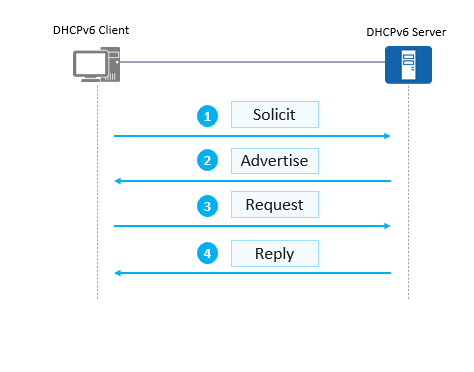 DHCPv6 Client
DHCPv6 Server
1 Solicit
2 Advertise
3 Request
4 Reply